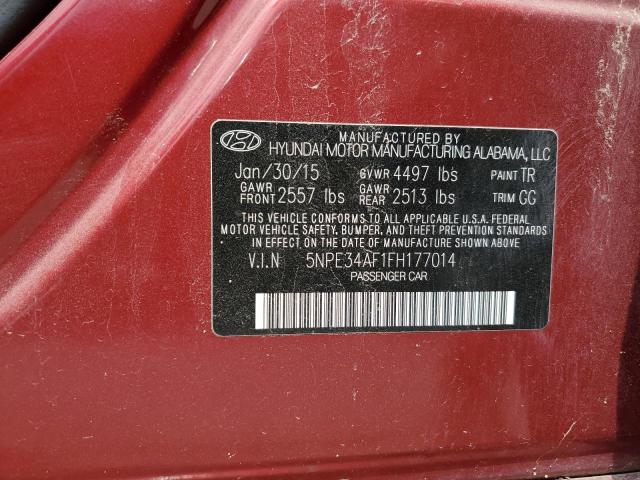 MANUFACTURED BY
HYUNDAI MOTOR MANUFACTURING ALABAMA, LLC
Jan/30/15 GVWR 4497 lbs PAINT TR
GAWR FRONT 2557 lbs GAWR REAR 2513 lbs TRIM GG
THIS VEHICLE CONFORMS TO ALL APPLICABLE U.S.A. FEDERAL
MOTOR VEHICLE SAFETY, BUMPER, AND THEFT PREVENTION STANDARDS
IN EFFECT ON THE DATE OF MANUFACTURE SHOWN ABOVE.
V.I.N 5NPE34AF1FH177014
PASSENGER CAR